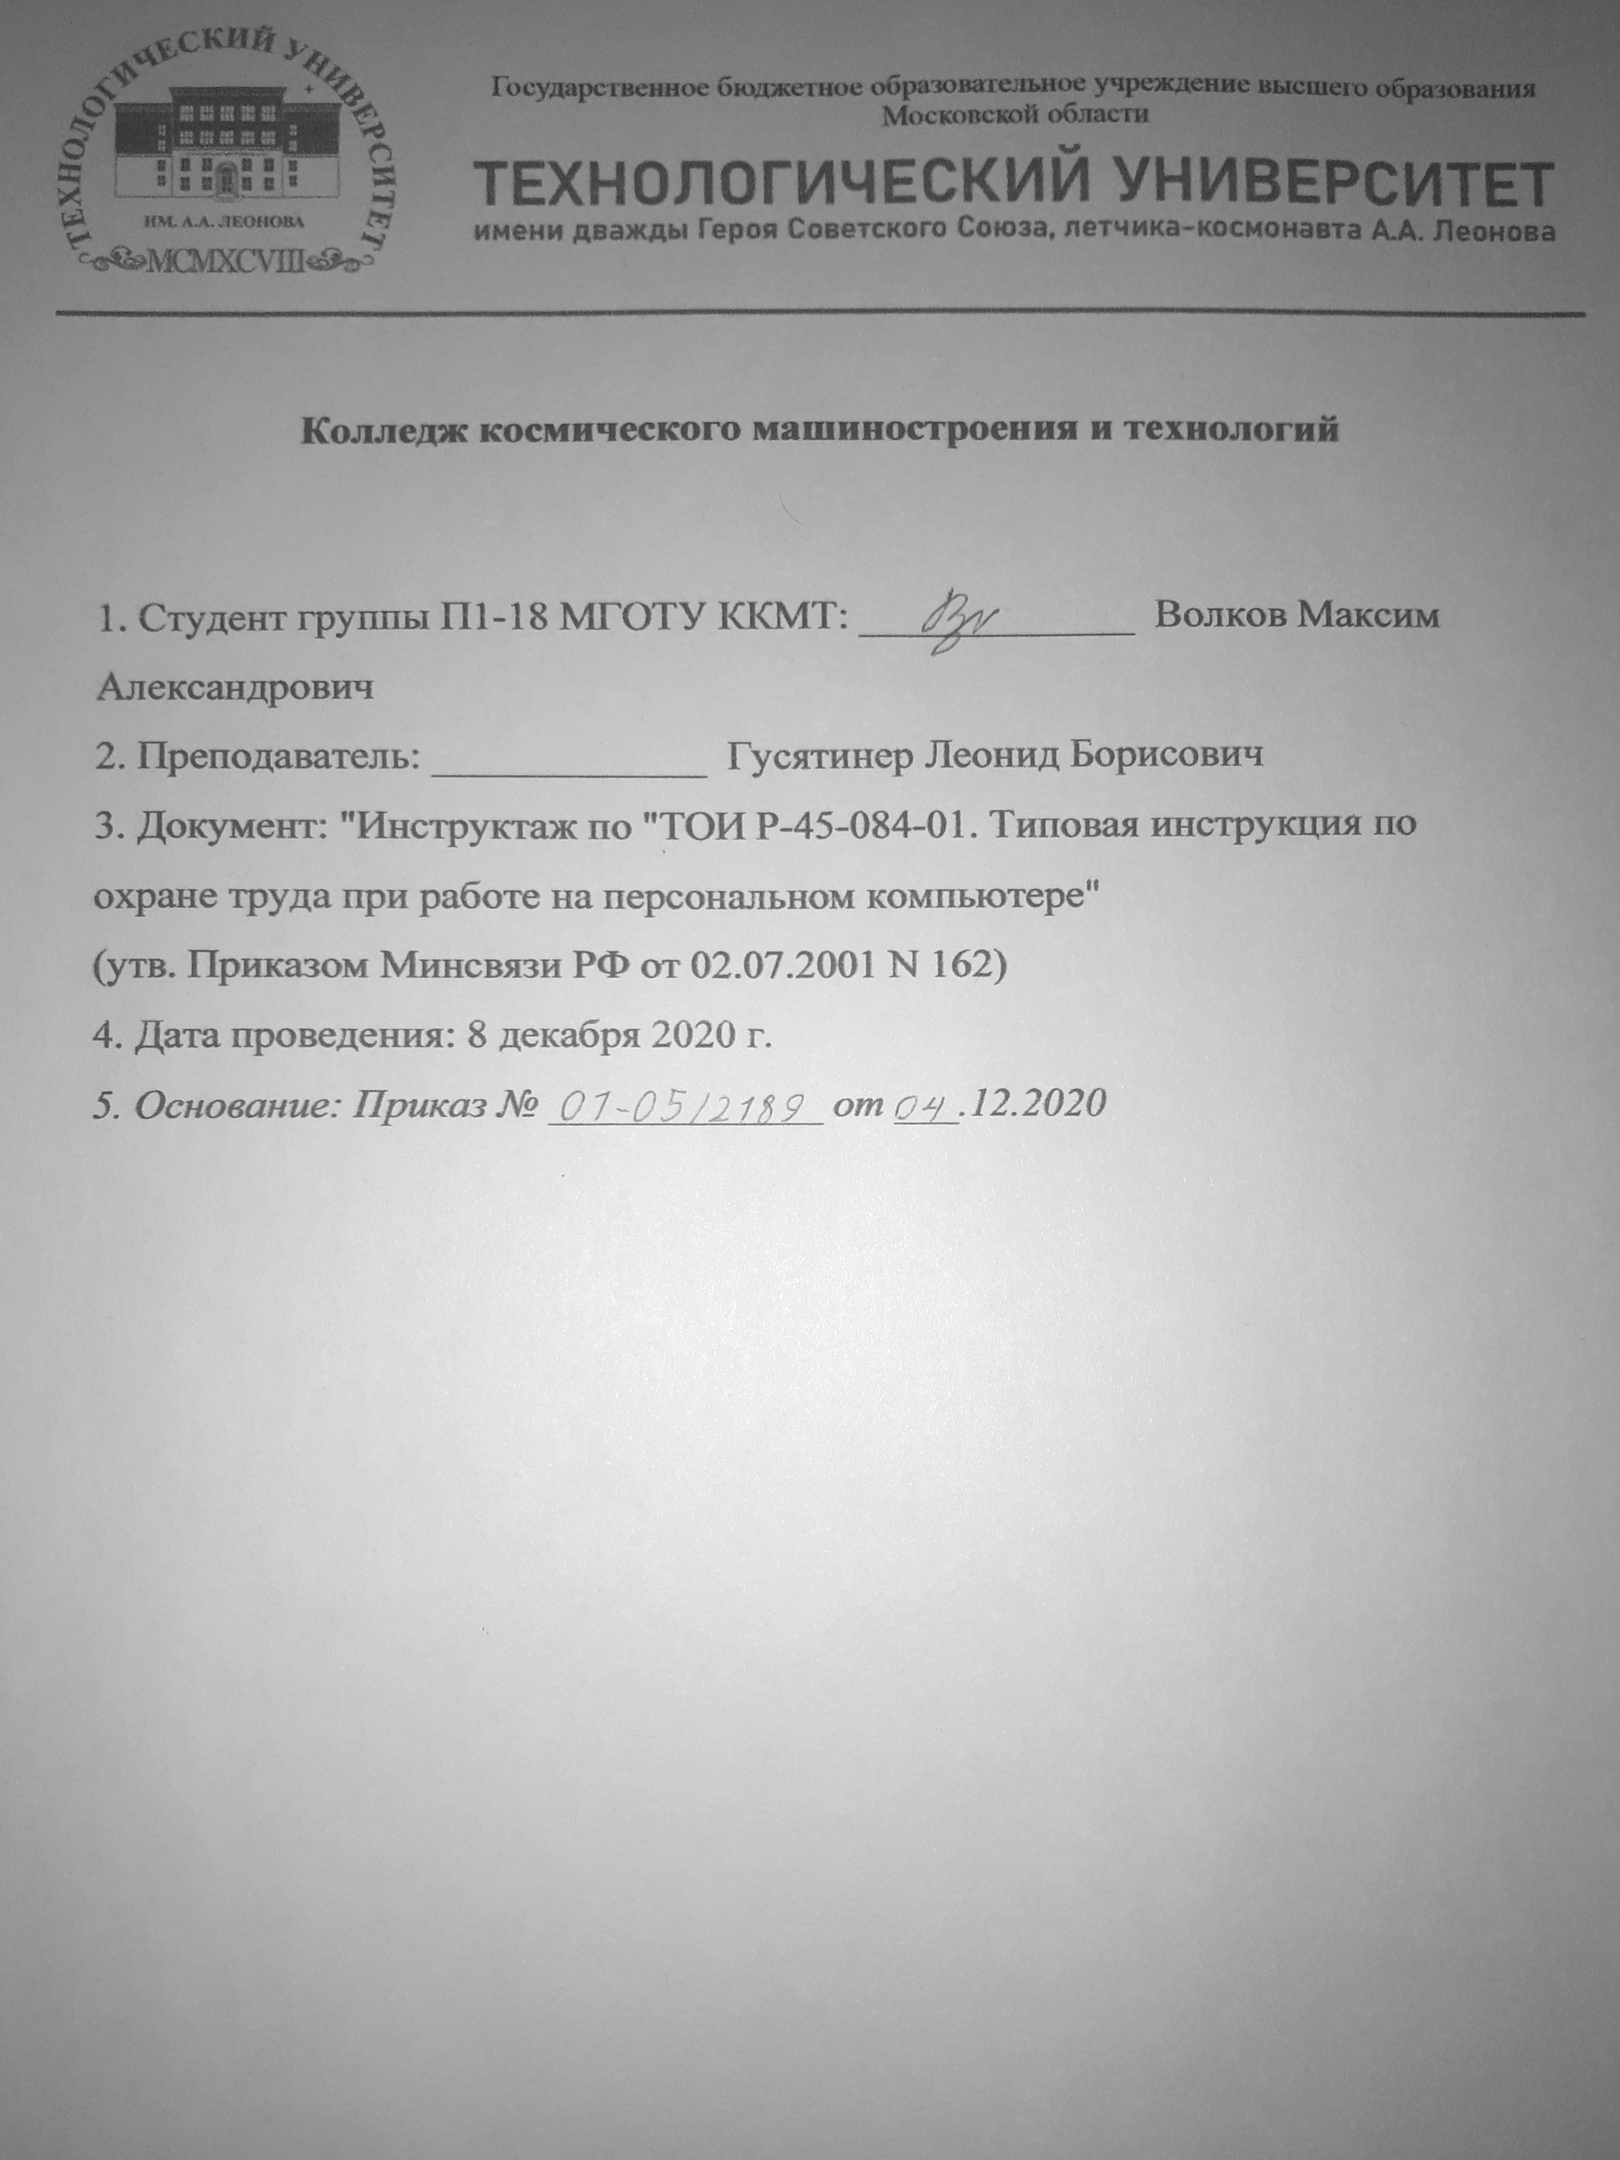 ТЕХНОЛОГИЧЕСКИЙ УНИВЕРСИТЕТ
ИМ. А.А. ЛЕОНОВА
MCMXCVIII
Государственное бюджетное образовательное учреждение высшего образования
Московской области
ТЕХНОЛОГИЧЕСКИЙ УНИВЕРСИТЕТ
имени дважды Героя Советского Союза, летчика-космонавта А.А. Леонова
Колледж космического машиностроения и технологий
1. Студент группы П1-18 МГОТУ ККМТ: _____________ Волков Максим
Александрович
2. Преподаватель: _____________ Гусятинер Леонид Борисович
3. Документ: "Инструктаж по "ТОИ Р-45-084-01. Типовая инструкция по
охране труда при работе на персональном компьютере"
(утв. Приказом Минсвязи РФ от 02.07.2001 N 162)
4. Дата проведения: 8 декабря 2020 г.
5. Основание: Приказ № 01-05/2189 от 04.12.2020